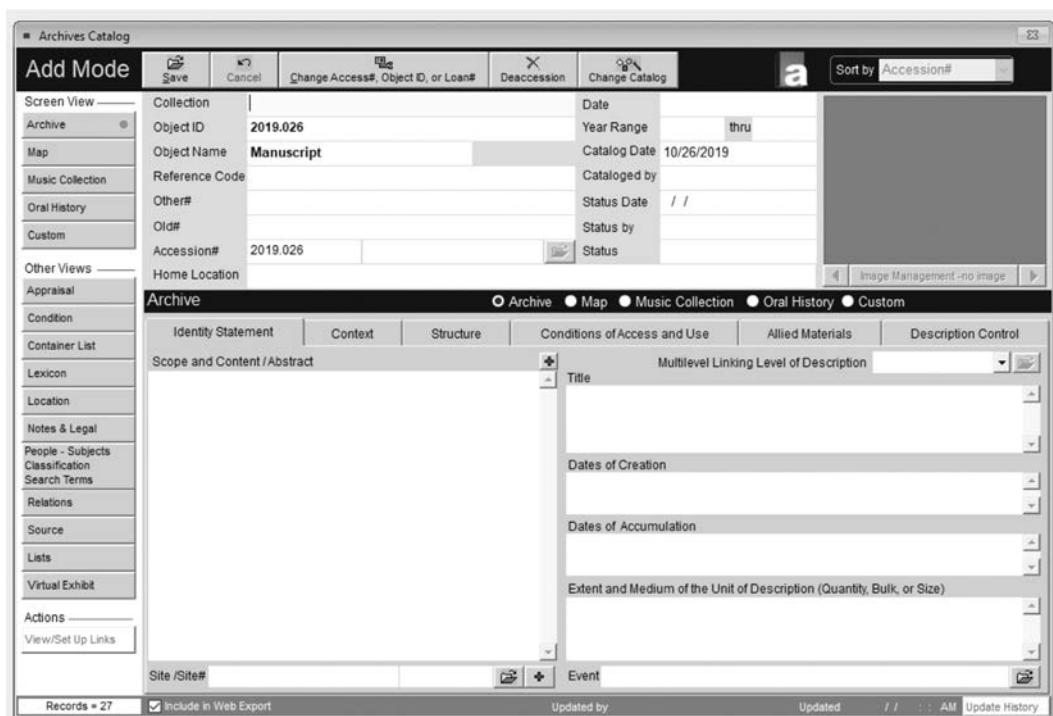 Archives Catalog
Add Mode
Save
Cancel
Change Access#, Object ID, or Loan#
Deaccession
Change Catalog
a
Sort by Accession#
Screen View
Archive
Map
Music Collection
Oral History
Custom
Other Views
Appraisal
Condition
Container List
Lexicon
Location
Notes & Legal
People - Subjects
Classification
Search Terms
Relations
Source
Lists
Virtual Exhibit
Actions
View/Set Up Links
Collection
Object ID 2019.026
Object Name Manuscript
Reference Code
Other#
Old#
Accession# 2019.026
Home Location
Date
Year Range thru
Catalog Date 10/26/2019
Cataloged by
Status Date / /
Status by
Status
Image Management -no image
Archive Archive Map Music Collection Oral History Custom
Identity Statement Context Structure Conditions of Access and Use Allied Materials Description Control
Scope and Content / Abstract
Multilevel Linking Level of Description
Title
Dates of Creation
Dates of Accumulation
Extent and Medium of the Unit of Description (Quantity, Bulk, or Size)
Site /Site#
Event
Records = 27 Include in Web Export Updated by Updated / / : : AM Update History